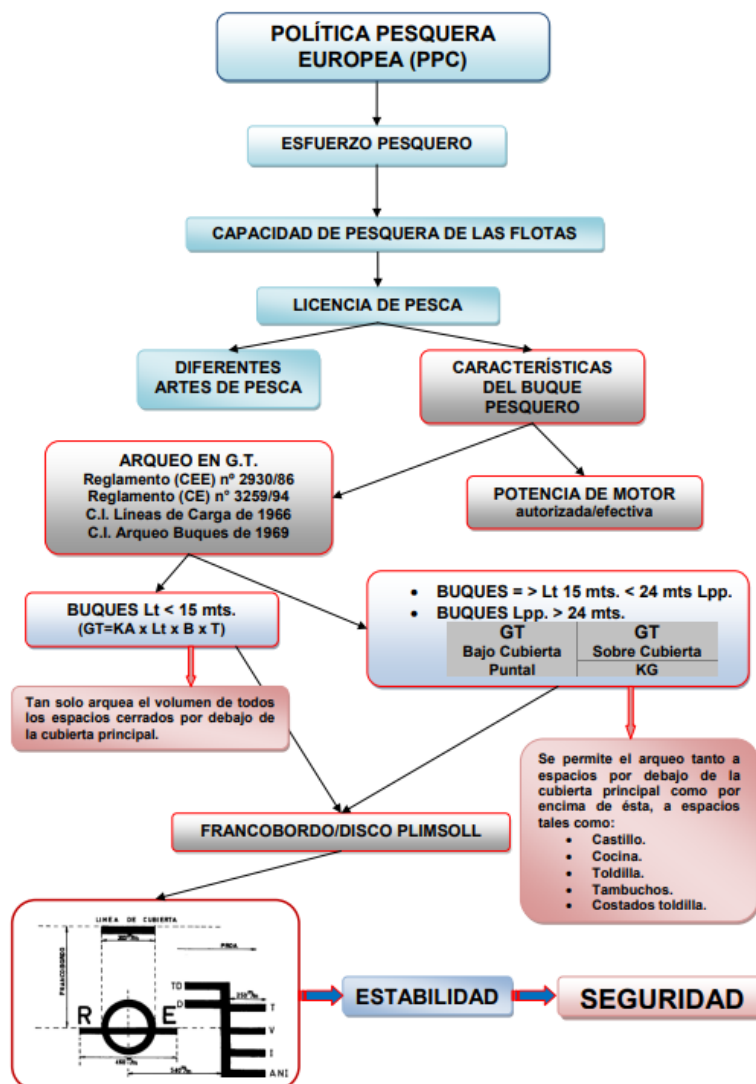 POLÍTICA PESQUERA
EUROPEA (PPC)
ESFUERZO PESQUERO
CAPACIDAD DE PESQUERA DE LAS FLOTAS
LICENCIA DE PESCA
DIFERENTES
ARTES DE PESCA
CARACTERÍSTICAS
DEL BUQUE
PESQUERO
ARQUEO EN G.T.
Reglamento (CEE) nº 2930/86
Reglamento (CE) n° 3259/94
C.I. Líneas de Carga de 1966
C.I. Arqueo Buques de 1969
POTENCIA DE MOTOR
autorizada/efectiva
BUQUES Lt < 15 mts.
(GT=KA x Lt x B x T)
• BUQUES = > Lt 15 mts. < 24 mts Lpp.
• BUQUES Lpp. > 24 mts.
GT
Bajo Cubierta
Puntal
GT
Sobre Cubierta
KG
Tan solo arquea el volumen de todos
los espacios cerrados por debajo de
la cubierta principal.
Se permite el arqueo tanto a
espacios por debajo de la
cubierta principal como por
encima de ésta, a espacios
tales como:
• Castillo.
• Cocina.
• Toldilla.
• Tambuchos.
• Costados toldilla.
FRANCOBORDO/DISCO PLIMSOLL
LINEA DE CUBIERTA
PROA
FRANCOBORDO
TD
D
T
R E
V
I
ANI
ESTABILIDAD
SEGURIDAD